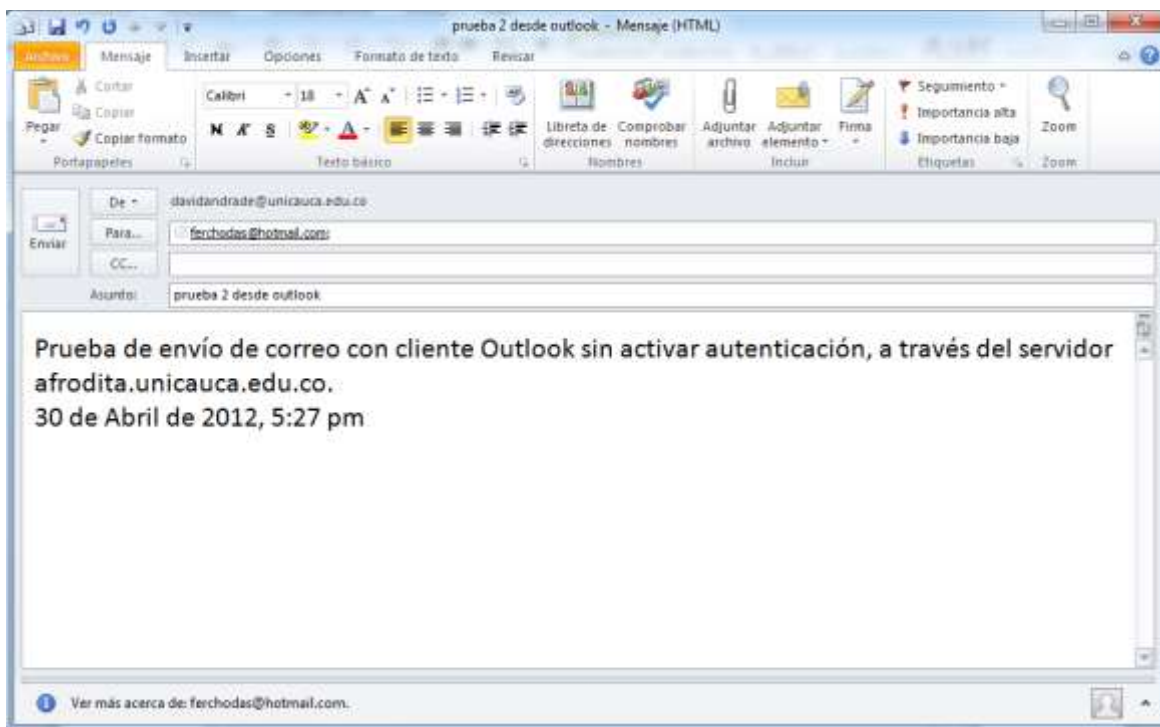 prueba 2 desde outlook - Mensaje (HTML)
Archivo Mensaje Insertar Opciones Formato de texto Revisar
Pegar
Cortar
Copiar
Copiar formato
Portapapeles
Calibri 18
N K S
Texto básico
Libreta de direcciones
Comprobar nombres
Nombres
Adjuntar archivo
Adjuntar elemento
Firma
Incluir
Seguimiento
Importancia alta
Importancia baja
Etiquetas
Zoom
Zoom
Enviar
De davidandrade@unicauca.edu.co
Para... ferchodas@hotmail.com;
CC...
Asunto: prueba 2 desde outlook
Prueba de envío de correo con cliente Outlook sin activar autenticación, a través del servidor
afrodita.unicauca.edu.co.
30 de Abril de 2012, 5:27 pm
Ver más acerca de: ferchodas@hotmail.com.